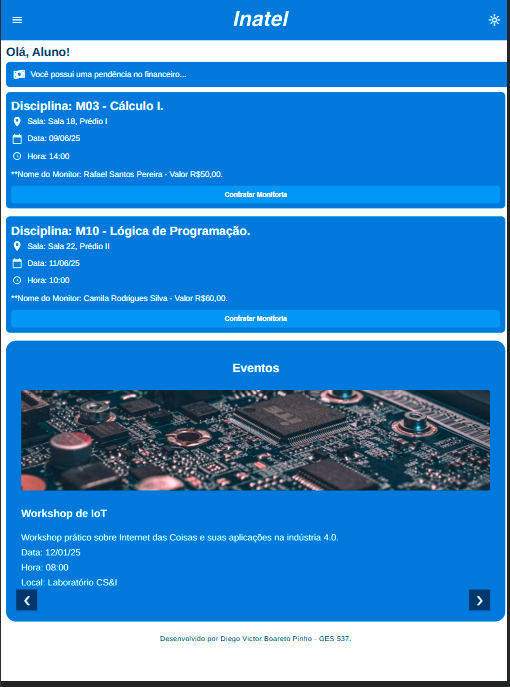 Inatel
Olá, Aluno!
Você possui uma pendência no financeiro...
Disciplina: M03 - Cálculo I.
Sala: Sala 18, Prédio I
Data: 09/06/25
Hora: 14:00
**Nome do Monitor: Rafael Santos Pereira - Valor R$50,00.
Contratar Monitoria
Disciplina: M10 - Lógica de Programação.
Sala: Sala 22, Prédio II
Data: 11/06/25
Hora: 10:00
**Nome do Monitor: Camila Rodrigues Silva - Valor R$60,00.
Contratar Monitoria
Eventos
Workshop de IoT
Workshop prático sobre Internet das Coisas e suas aplicações na indústria 4.0.
Data: 12/01/25
Hora: 08:00
Local: Laboratório CS&I
Desenvolvido por Diego Victor Boareto Pinho - GES 537.